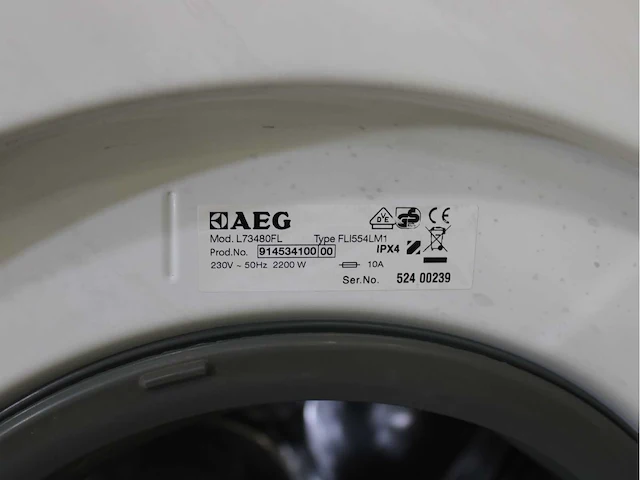 AEG
Mod. L73480FL Type FLI554LM1
Prod.No. 914534100 00 IPX4
230V ~ 50Hz 2200 W 10A
Ser.No. 524 00239